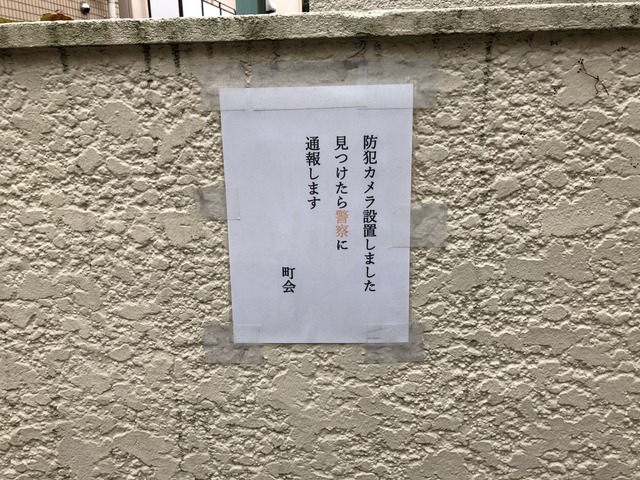 防犯カメラ設置しました
見つけたら警察に
通報します
町会